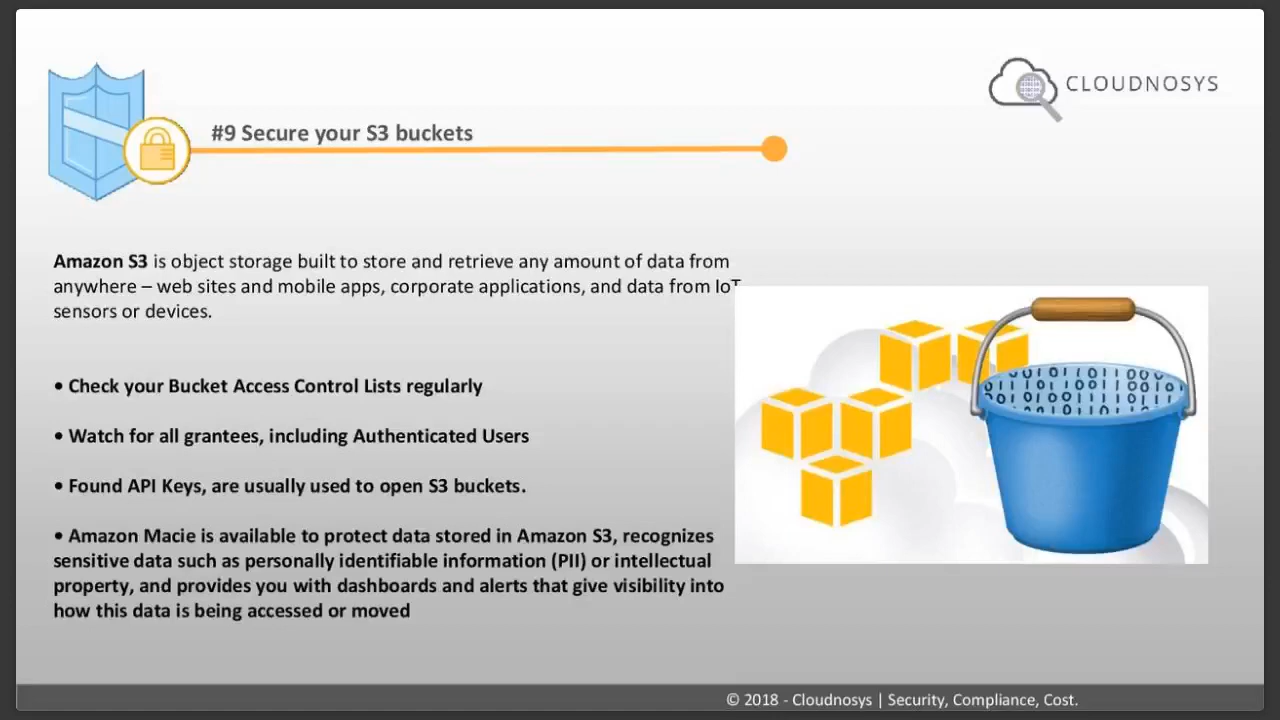 CLOUDNOSYS
#9 Secure your S3 buckets
Amazon S3 is object storage built to store and retrieve any amount of data from
anywhere – web sites and mobile apps, corporate applications, and data from IoT
sensors or devices.
• Check your Bucket Access Control Lists regularly
• Watch for all grantees, including Authenticated Users
• Found API Keys, are usually used to open S3 buckets.
• Amazon Macie is available to protect data stored in Amazon S3, recognizes
sensitive data such as personally identifiable information (PII) or intellectual
property, and provides you with dashboards and alerts that give visibility into
how this data is being accessed or moved
© 2018 - Cloudnosys | Security, Compliance, Cost.